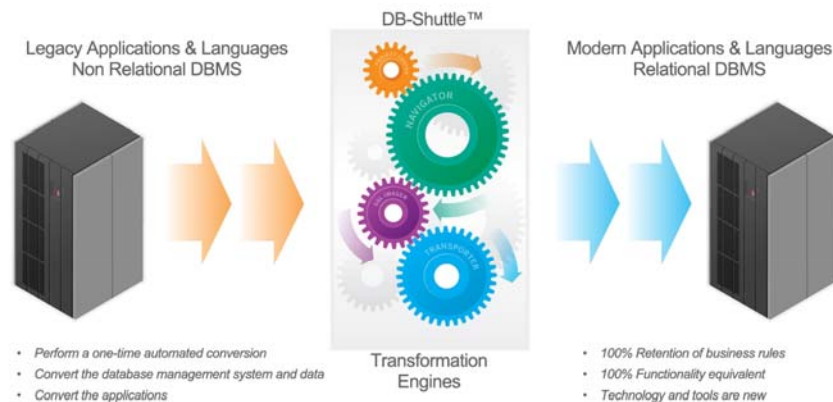 DB-Shuttle™
Legacy Applications & Languages
Non Relational DBMS
Modern Applications & Languages
Relational DBMS
NAVIGATOR
TRANSPORTER
Transformation
Engines
• Perform a one-time automated conversion
• Convert the database management system and data
• Convert the applications
• 100% Retention of business rules
• 100% Functionality equivalent
• Technology and tools are new